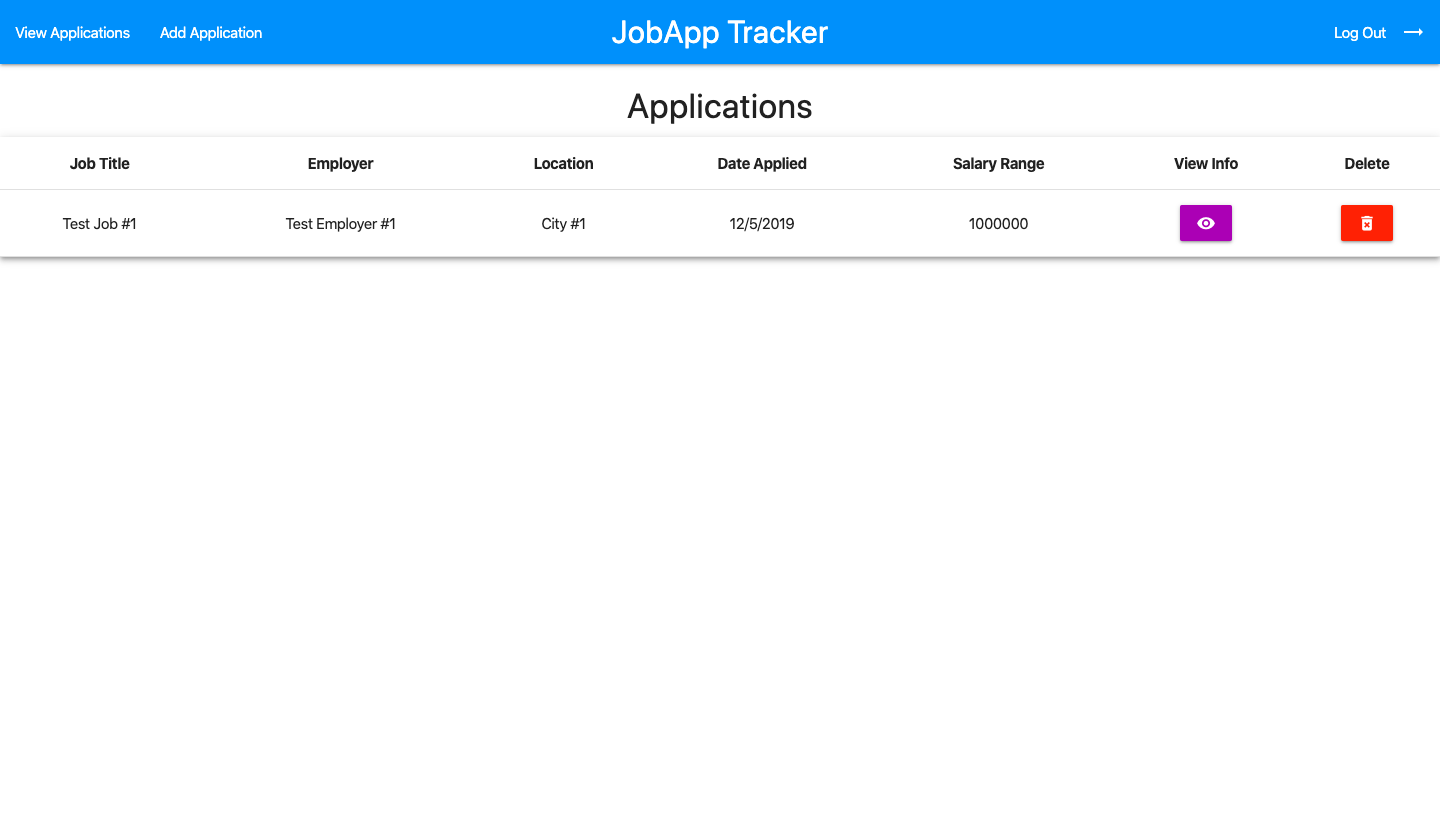 View Applications Add Application JobApp Tracker Log Out
Applications
Job Title Employer Location Date Applied Salary Range View Info Delete
Test Job #1 Test Employer #1 City #1 12/5/2019 1000000